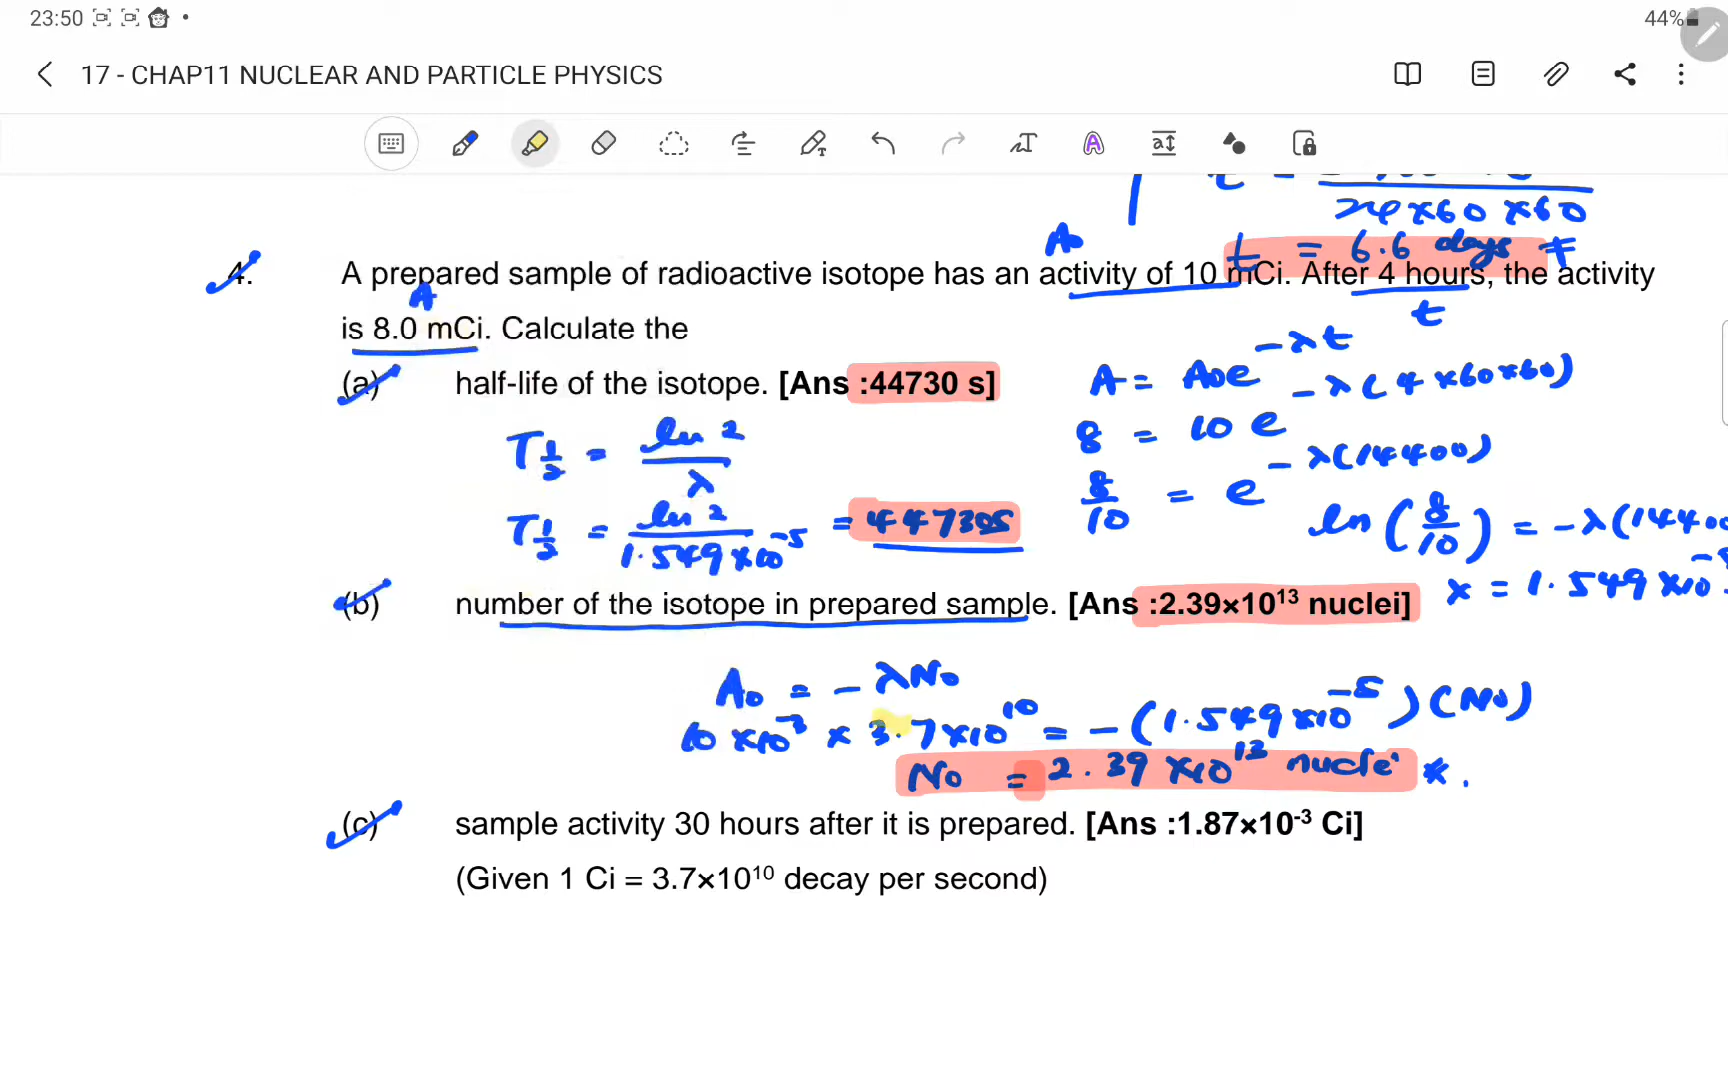 23:50
44%
17 - CHAP11 NUCLEAR AND PARTICLE PHYSICS
24×60×60
t = 6.6 days *
A₀
4. A prepared sample of radioactive isotope has an activity of 10 mCi. After 4 hours, the activity
A
t
is 8.0 mCi. Calculate the
A = A₀e^-λt
(a) half-life of the isotope. [Ans :44730 s]
8 = 10 e^-λ(4×60×60)
T½ = ln 2 / λ
8/10 = e^-λ(14400)
T½ = ln 2 / 1.549×10⁻⁵ = 44730s
ln(8/10) = -λ(1440
λ = 1.549×10
(b) number of the isotope in prepared sample. [Ans :2.39×10¹³ nuclei]
A₀ = -λN₀
10×10⁻³ × 3.7×10¹⁰ = -(1.549×10⁻⁵)(N₀)
N₀ = 2.39×10¹³ nuclei *.
(c) sample activity 30 hours after it is prepared. [Ans :1.87×10⁻³ Ci]
(Given 1 Ci = 3.7×10¹⁰ decay per second)